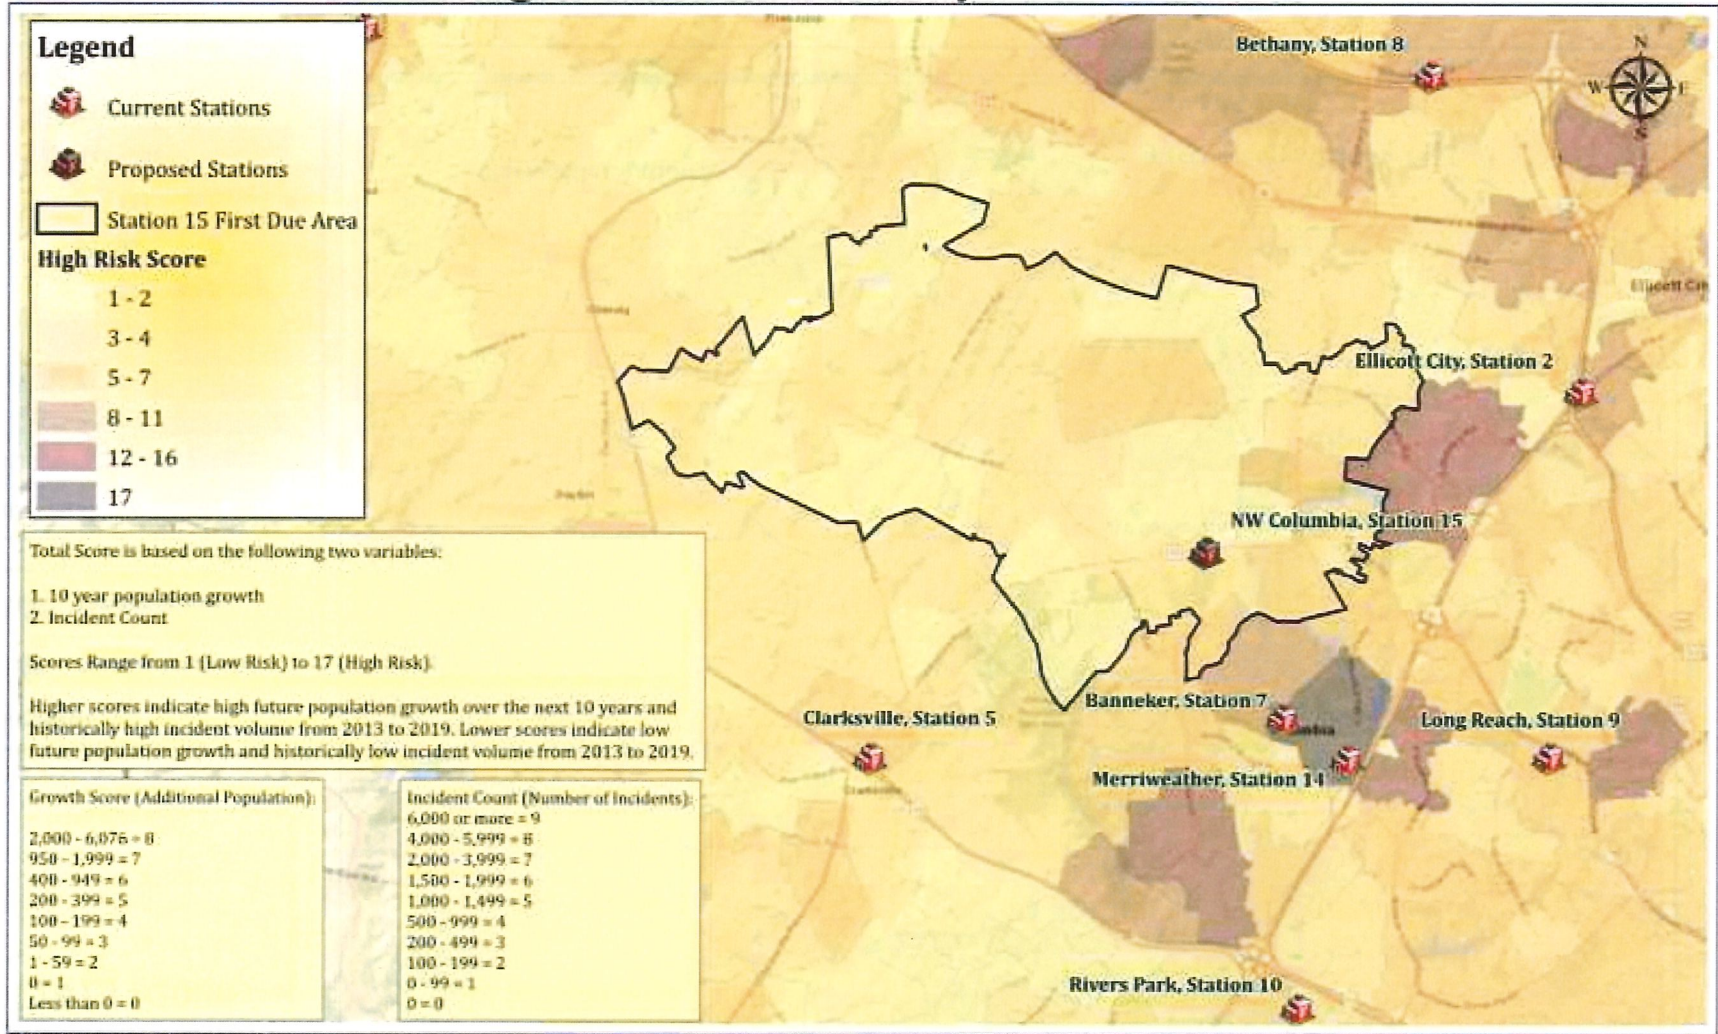 Legend
Current Stations
Proposed Stations
Station 15 First Due Area
High Risk Score
1 - 2
3 - 4
5 - 7
8 - 11
12 - 16
17
Total Score is based on the following two variables:
1. 10 year population growth
2. Incident Count
Scores Range from 1 (Low Risk) to 17 (High Risk).
Higher scores indicate high future population growth over the next 10 years and
historically high incident volume from 2013 to 2019. Lower scores indicate low
future population growth and historically low incident volume from 2013 to 2019.
Growth Score (Additional Population):
2,000 - 6,076 = 8
950 - 1,999 = 7
400 - 949 = 6
200 - 399 = 5
100 - 199 = 4
50 - 99 = 3
1 - 59 = 2
0 = 1
Less than 0 = 0
Incident Count (Number of Incidents):
6,000 or more = 9
4,000 - 5,999 = 8
2,000 - 3,999 = 7
1,500 - 1,999 = 6
1,000 - 1,499 = 5
500 - 999 = 4
200 - 499 = 3
100 - 199 = 2
0 - 99 = 1
0 = 0
Bethany, Station 8
N
W
E
S
Ellicott City, Station 2
NW Columbia, Station 15
Banneker, Station 7
Clarksville, Station 5
Long Reach, Station 9
Merriweather, Station 14
Rivers Park, Station 10
Dayton
Clarksville